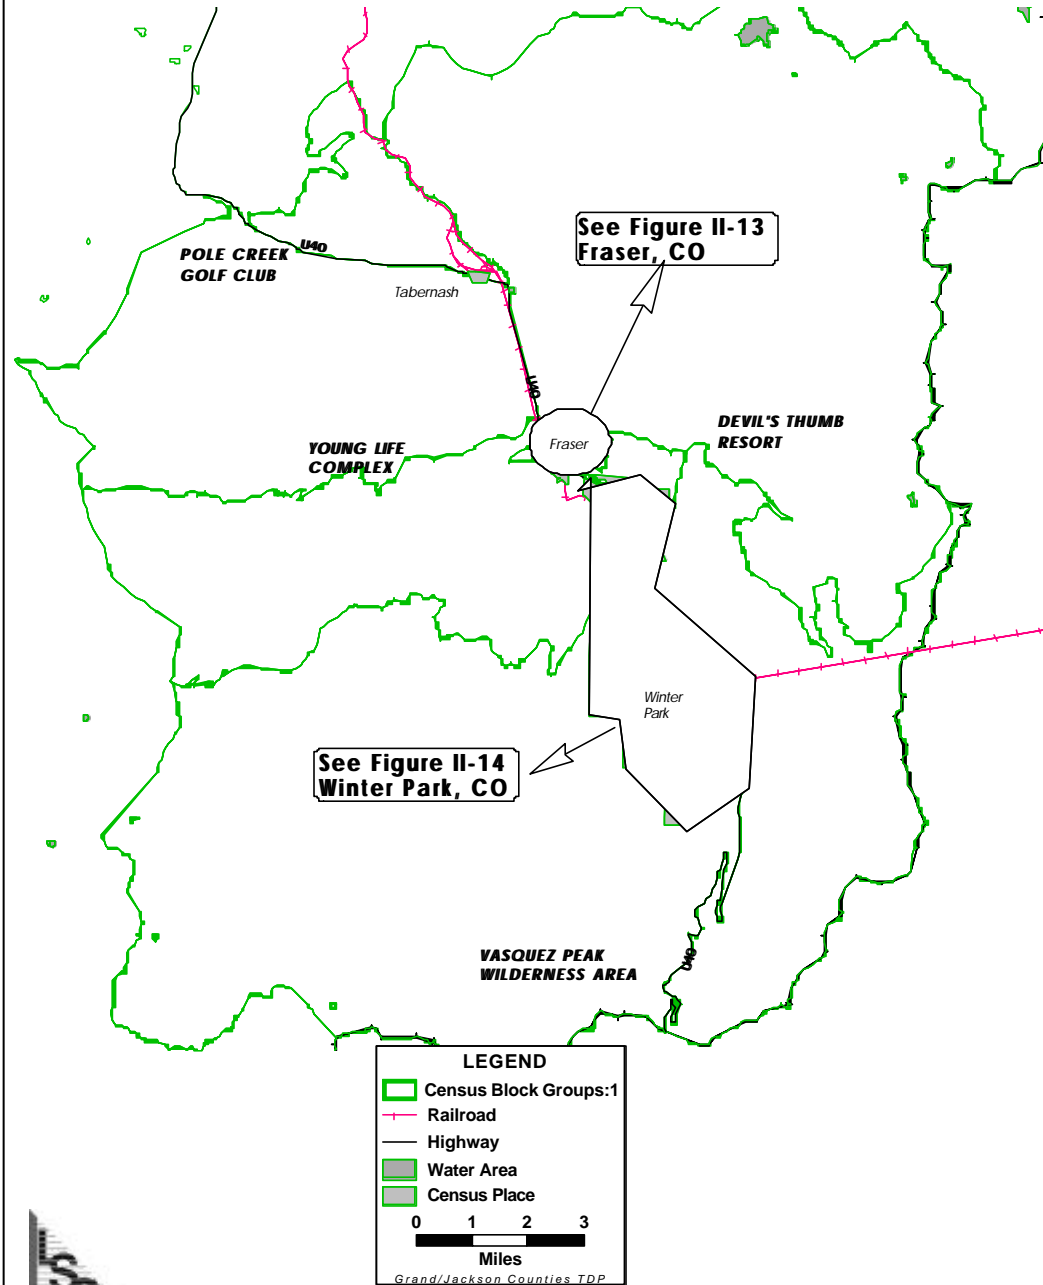 See Figure II-13
Fraser, CO
POLE CREEK
GOLF CLUB
U40
Tabernash
U40
DEVIL'S THUMB
RESORT
Fraser
YOUNG LIFE
COMPLEX
Winter
Park
See Figure II-14
Winter Park, CO
VASQUEZ PEAK
WILDERNESS AREA
U40
LEGEND
Census Block Groups:1
Railroad
Highway
Water Area
Census Place
0 1 2 3
Miles
Grand/Jackson Counties TDP
LSC